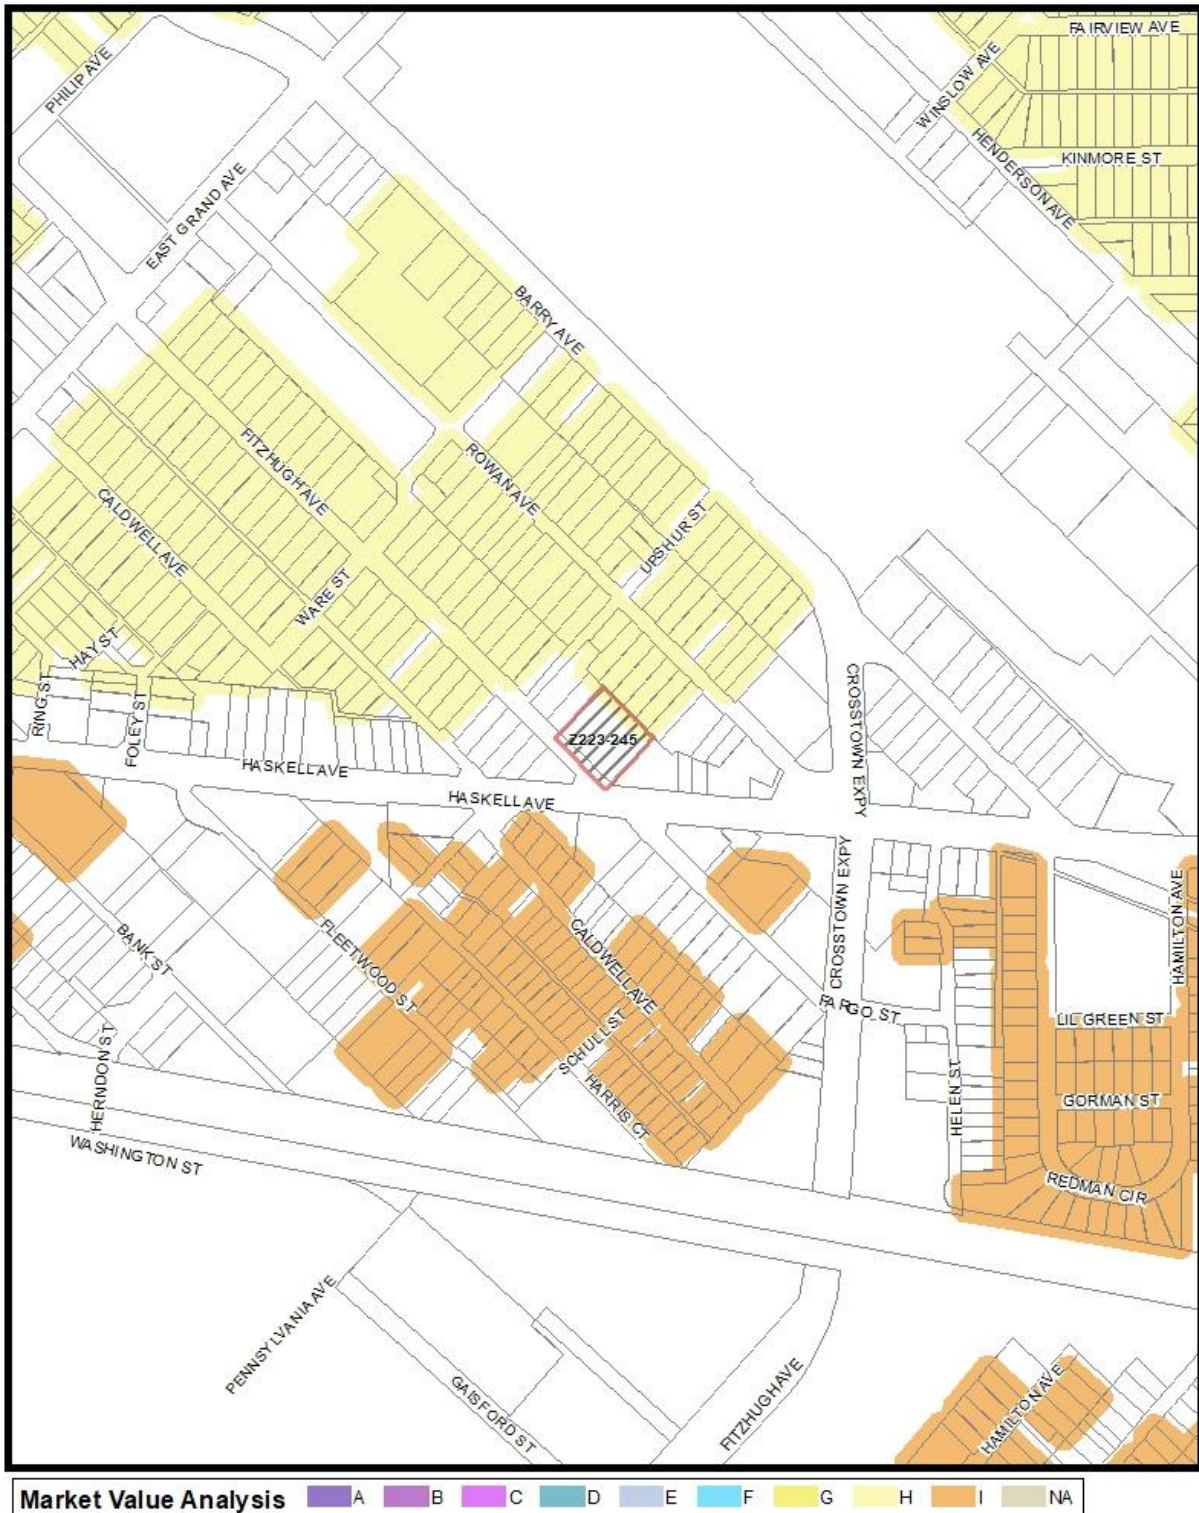 FAIRVIEW AVE
PHILIP AVE
WINSLOW AVE
HENDERSON AVE
KINMORE ST
EAST GRAND AVE
BARRY AVE
FITZHUGH AVE
ROWAN AVE
CALDWELL AVE
UPSHUR ST
WARE ST
HAY ST
RING ST
FOLEY ST
CROSSTOWN EXPY
Z223-245
HASKELL AVE
HASKELL AVE
CROSSTOWN EXPY
HAMILTON AVE
BANK ST
FLEETWOOD ST
CALDWELL AVE
FARGO ST
LIL GREEN ST
SCHULL ST
HERNDON ST
HARRIS CT
HELEN ST
GORMAN ST
WASHINGTON ST
REDMAN CIR
PENNSYLVANIA AVE
GAISFORD ST
FITZHUGH AVE
HAMILTON AVE
Market Value Analysis A B C D E F G H I NA